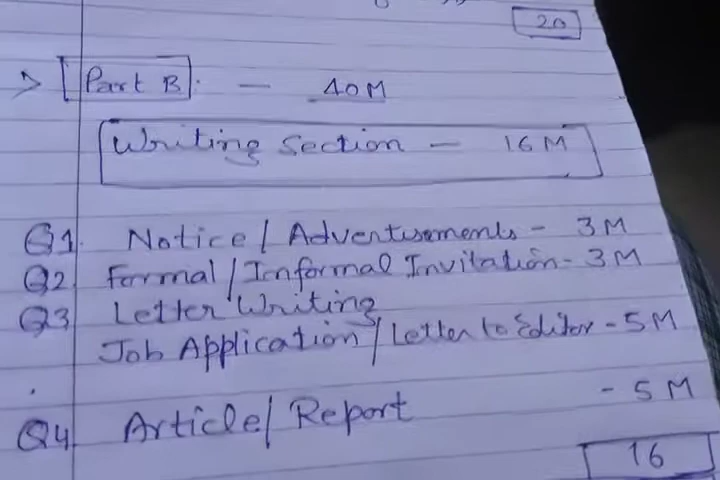 20
> Part B. - 40M
Writing Section - 16M
Q1. Notice / Advertisements - 3M
Q2. Formal / Informal Invitation - 3M
Q3 Letter Writing
Job Application / Letter to Editor - 5M
Q4 Article / Report - 5M
16